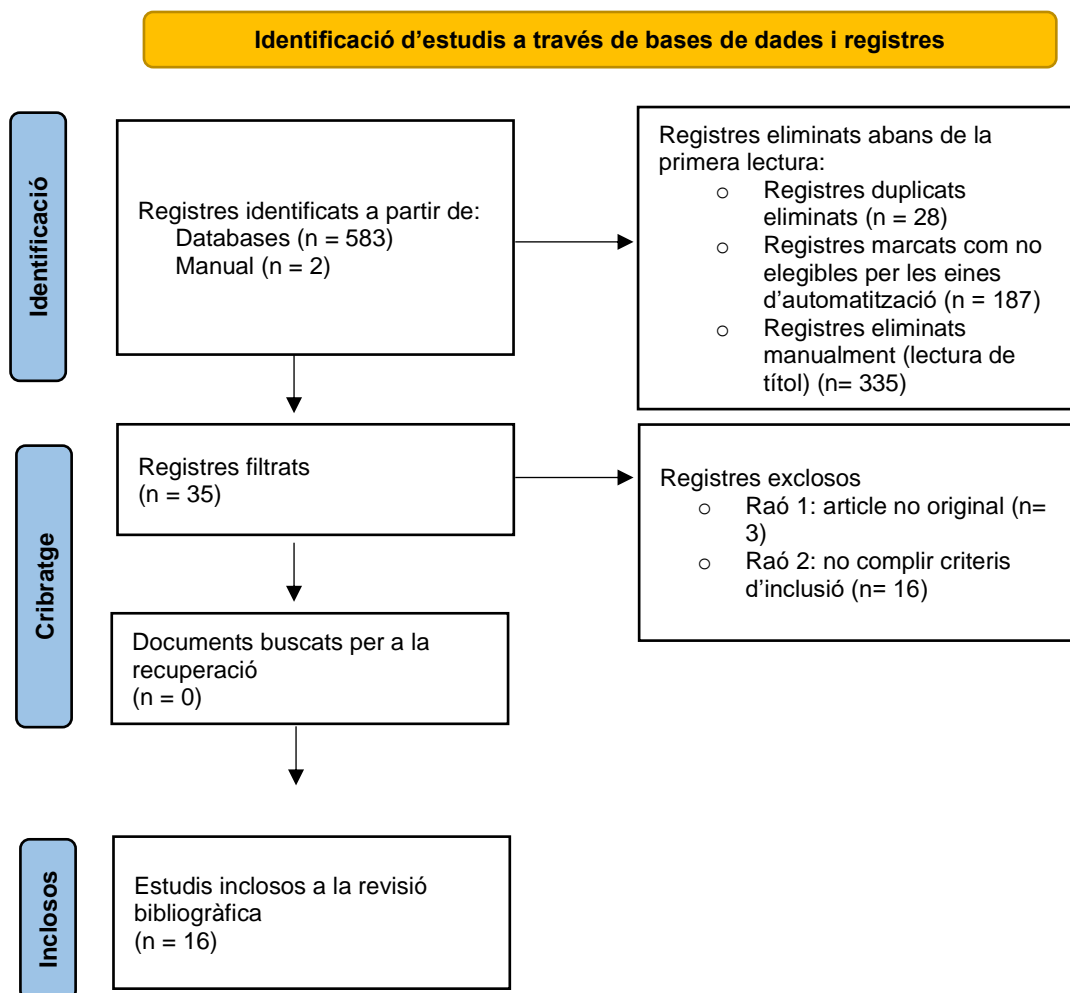 Identificació d'estudis a través de bases de dades i registres
Identificació
Registres identificats a partir de:
Databases (n = 583)
Manual (n = 2)
Registres eliminats abans de la
primera lectura:
o Registres duplicats
eliminats (n = 28)
o Registres marcats com no
elegibles per les eines
d'automatització (n = 187)
o Registres eliminats
manualment (lectura de
títol) (n= 335)
Cribratge
Registres filtrats
(n = 35)
Registres exclosos
o Raó 1: article no original (n=
3)
o Raó 2: no complir criteris
d'inclusió (n= 16)
Documents buscats per a la
recuperació
(n = 0)
Inclosos
Estudis inclosos a la revisió
bibliogràfica
(n = 16)